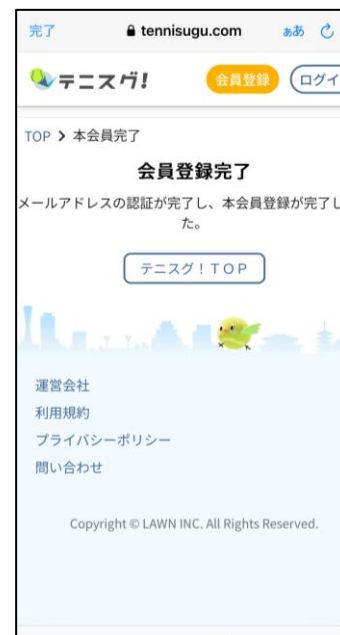 完了 tennisugu.com ぁあ
テニスグ! 会員登録 ログイ
TOP > 本会員完了
会員登録完了
メールアドレスの認証が完了し、本会員登録が完了し
た。
テニスグ！ＴＯＰ
運営会社
利用規約
プライバシーポリシー
問い合わせ
Copyright © LAWN INC. All Rights Reserved.